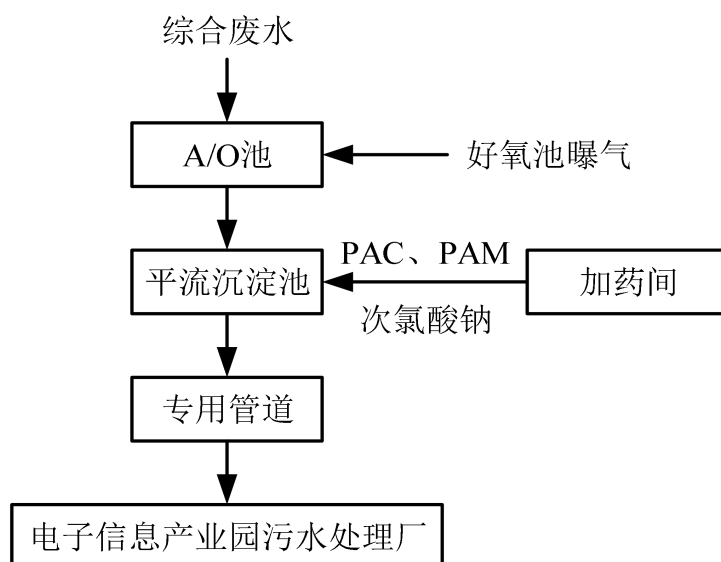 综合废水
A/O池
好氧池曝气
平流沉淀池
PAC、PAM
次氯酸钠
加药间
专用管道
电子信息产业园污水处理厂